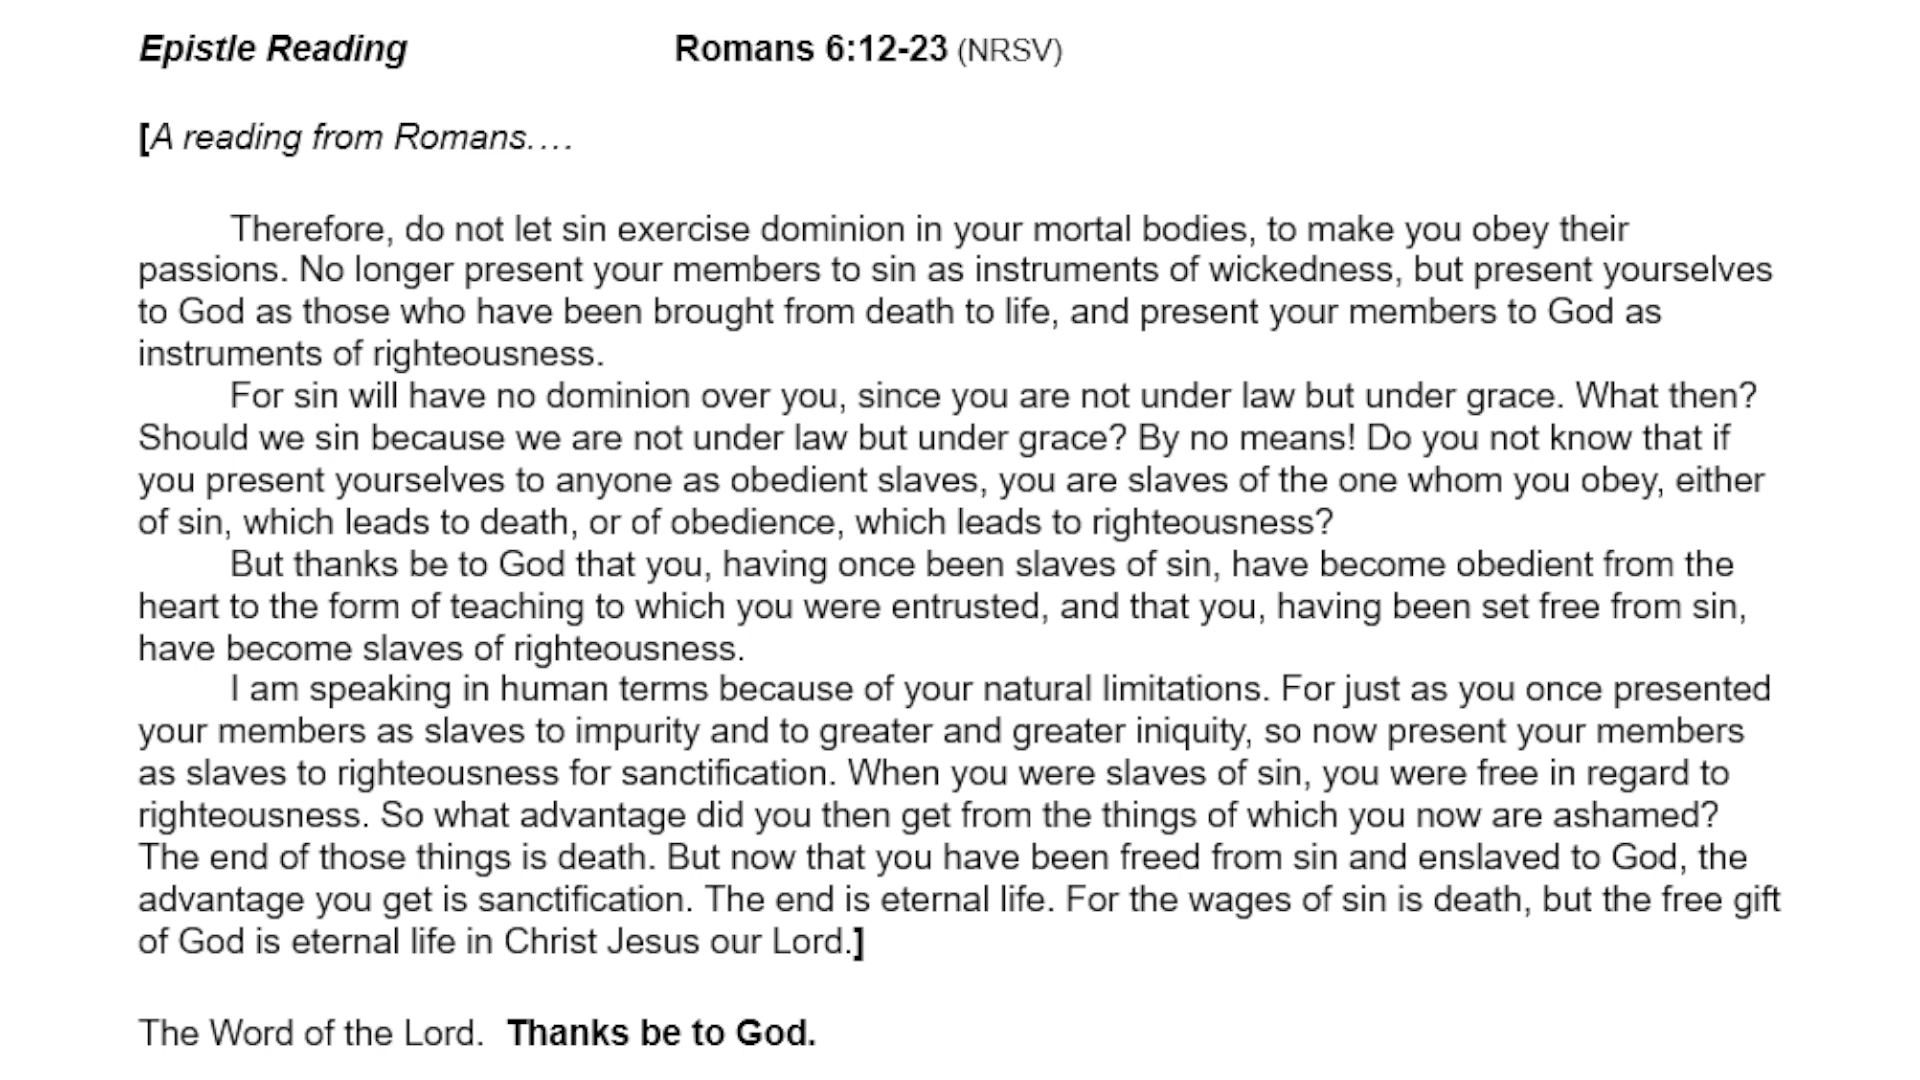 Epistle Reading Romans 6:12-23 (NRSV)
[A reading from Romans….
Therefore, do not let sin exercise dominion in your mortal bodies, to make you obey their
passions. No longer present your members to sin as instruments of wickedness, but present yourselves
to God as those who have been brought from death to life, and present your members to God as
instruments of righteousness.
For sin will have no dominion over you, since you are not under law but under grace. What then?
Should we sin because we are not under law but under grace? By no means! Do you not know that if
you present yourselves to anyone as obedient slaves, you are slaves of the one whom you obey, either
of sin, which leads to death, or of obedience, which leads to righteousness?
But thanks be to God that you, having once been slaves of sin, have become obedient from the
heart to the form of teaching to which you were entrusted, and that you, having been set free from sin,
have become slaves of righteousness.
I am speaking in human terms because of your natural limitations. For just as you once presented
your members as slaves to impurity and to greater and greater iniquity, so now present your members
as slaves to righteousness for sanctification. When you were slaves of sin, you were free in regard to
righteousness. So what advantage did you then get from the things of which you now are ashamed?
The end of those things is death. But now that you have been freed from sin and enslaved to God, the
advantage you get is sanctification. The end is eternal life. For the wages of sin is death, but the free gift
of God is eternal life in Christ Jesus our Lord.]
The Word of the Lord. Thanks be to God.